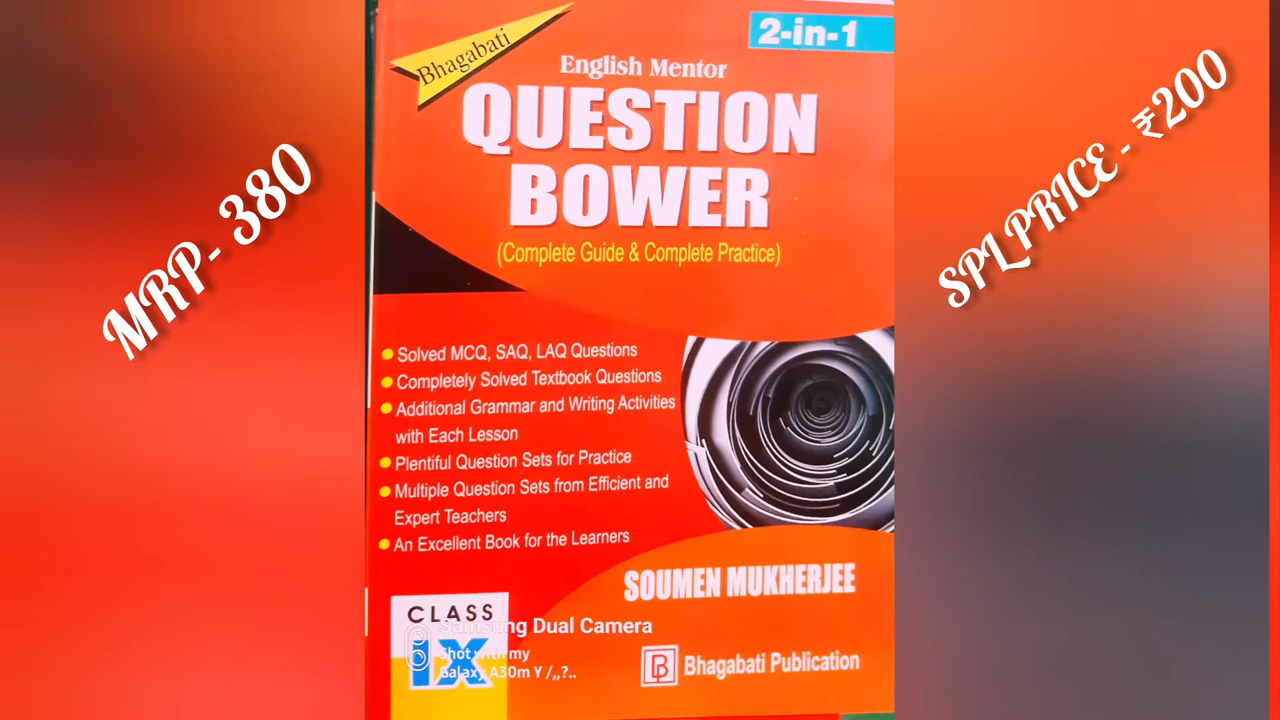 MRP- 380
SPL PRICE - ₹200
Bhagabati
2-in-1
English Mentor
QUESTION
BOWER
(Complete Guide & Complete Practice)
Solved MCQ, SAQ, LAQ Questions
Completely Solved Textbook Questions
Additional Grammar and Writing Activities
with Each Lesson
Plentiful Question Sets for Practice
Multiple Question Sets from Efficient and
Expert Teachers
An Excellent Book for the Learners
SOUMEN MUKHERJEE
CLASS
IX
Samsung Dual Camera
Shot with my
Galaxy A30m Y /,,?..
Bhagabati Publication